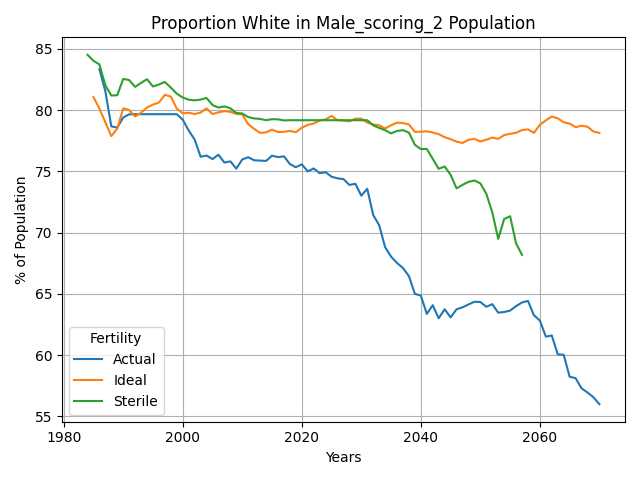 Proportion White in Male_scoring_2 Population
% of Population
85
80
75
70
65
60
55
Fertility
Actual
Ideal
Sterile
1980
2000
2020
2040
2060
Years